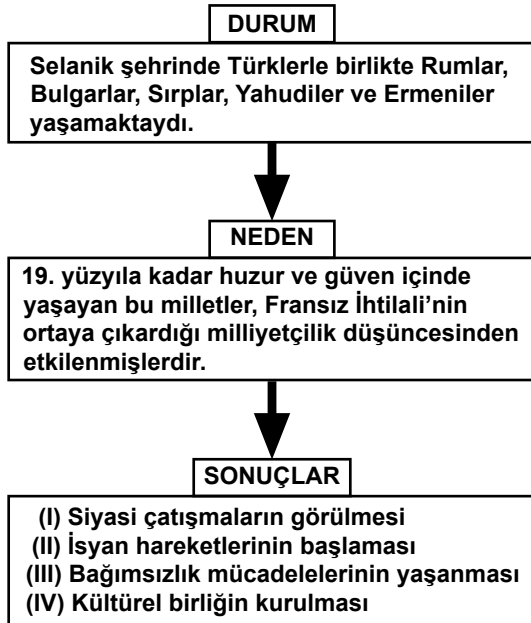 DURUM
Selanik şehrinde Türklerle birlikte Rumlar,
Bulgarlar, Sırplar, Yahudiler ve Ermeniler
yaşamaktaydı.
NEDEN
19. yüzyıla kadar huzur ve güven içinde
yaşayan bu milletler, Fransız İhtilali’nin
ortaya çıkardığı milliyetçilik düşüncesinden
etkilenmişlerdir.
SONUÇLAR
(I) Siyasi çatışmaların görülmesi
(II) İsyan hareketlerinin başlaması
(III) Bağımsızlık mücadelelerinin yaşanması
(IV) Kültürel birliğin kurulması